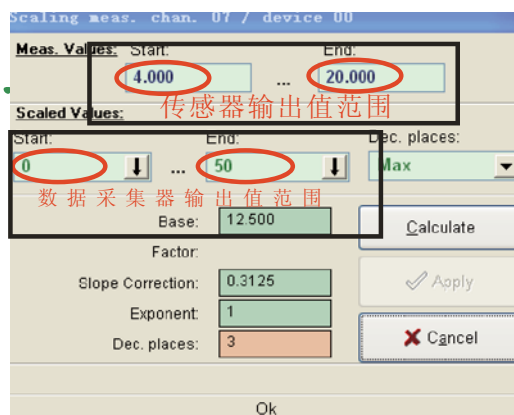 Scaling meas. chan. 07 / device 00
Meas. Values: Start: End:
4.000 ... 20.000
传感器输出值范围
Scaled Values:
Start: End: Dec. places:
0 ... 50 Max
数据采集器输出值范围
Base: 12.500 Calculate
Factor:
Slope Correction: 0.3125 Apply
Exponent: 1
Dec. places: 3 Cancel
Ok